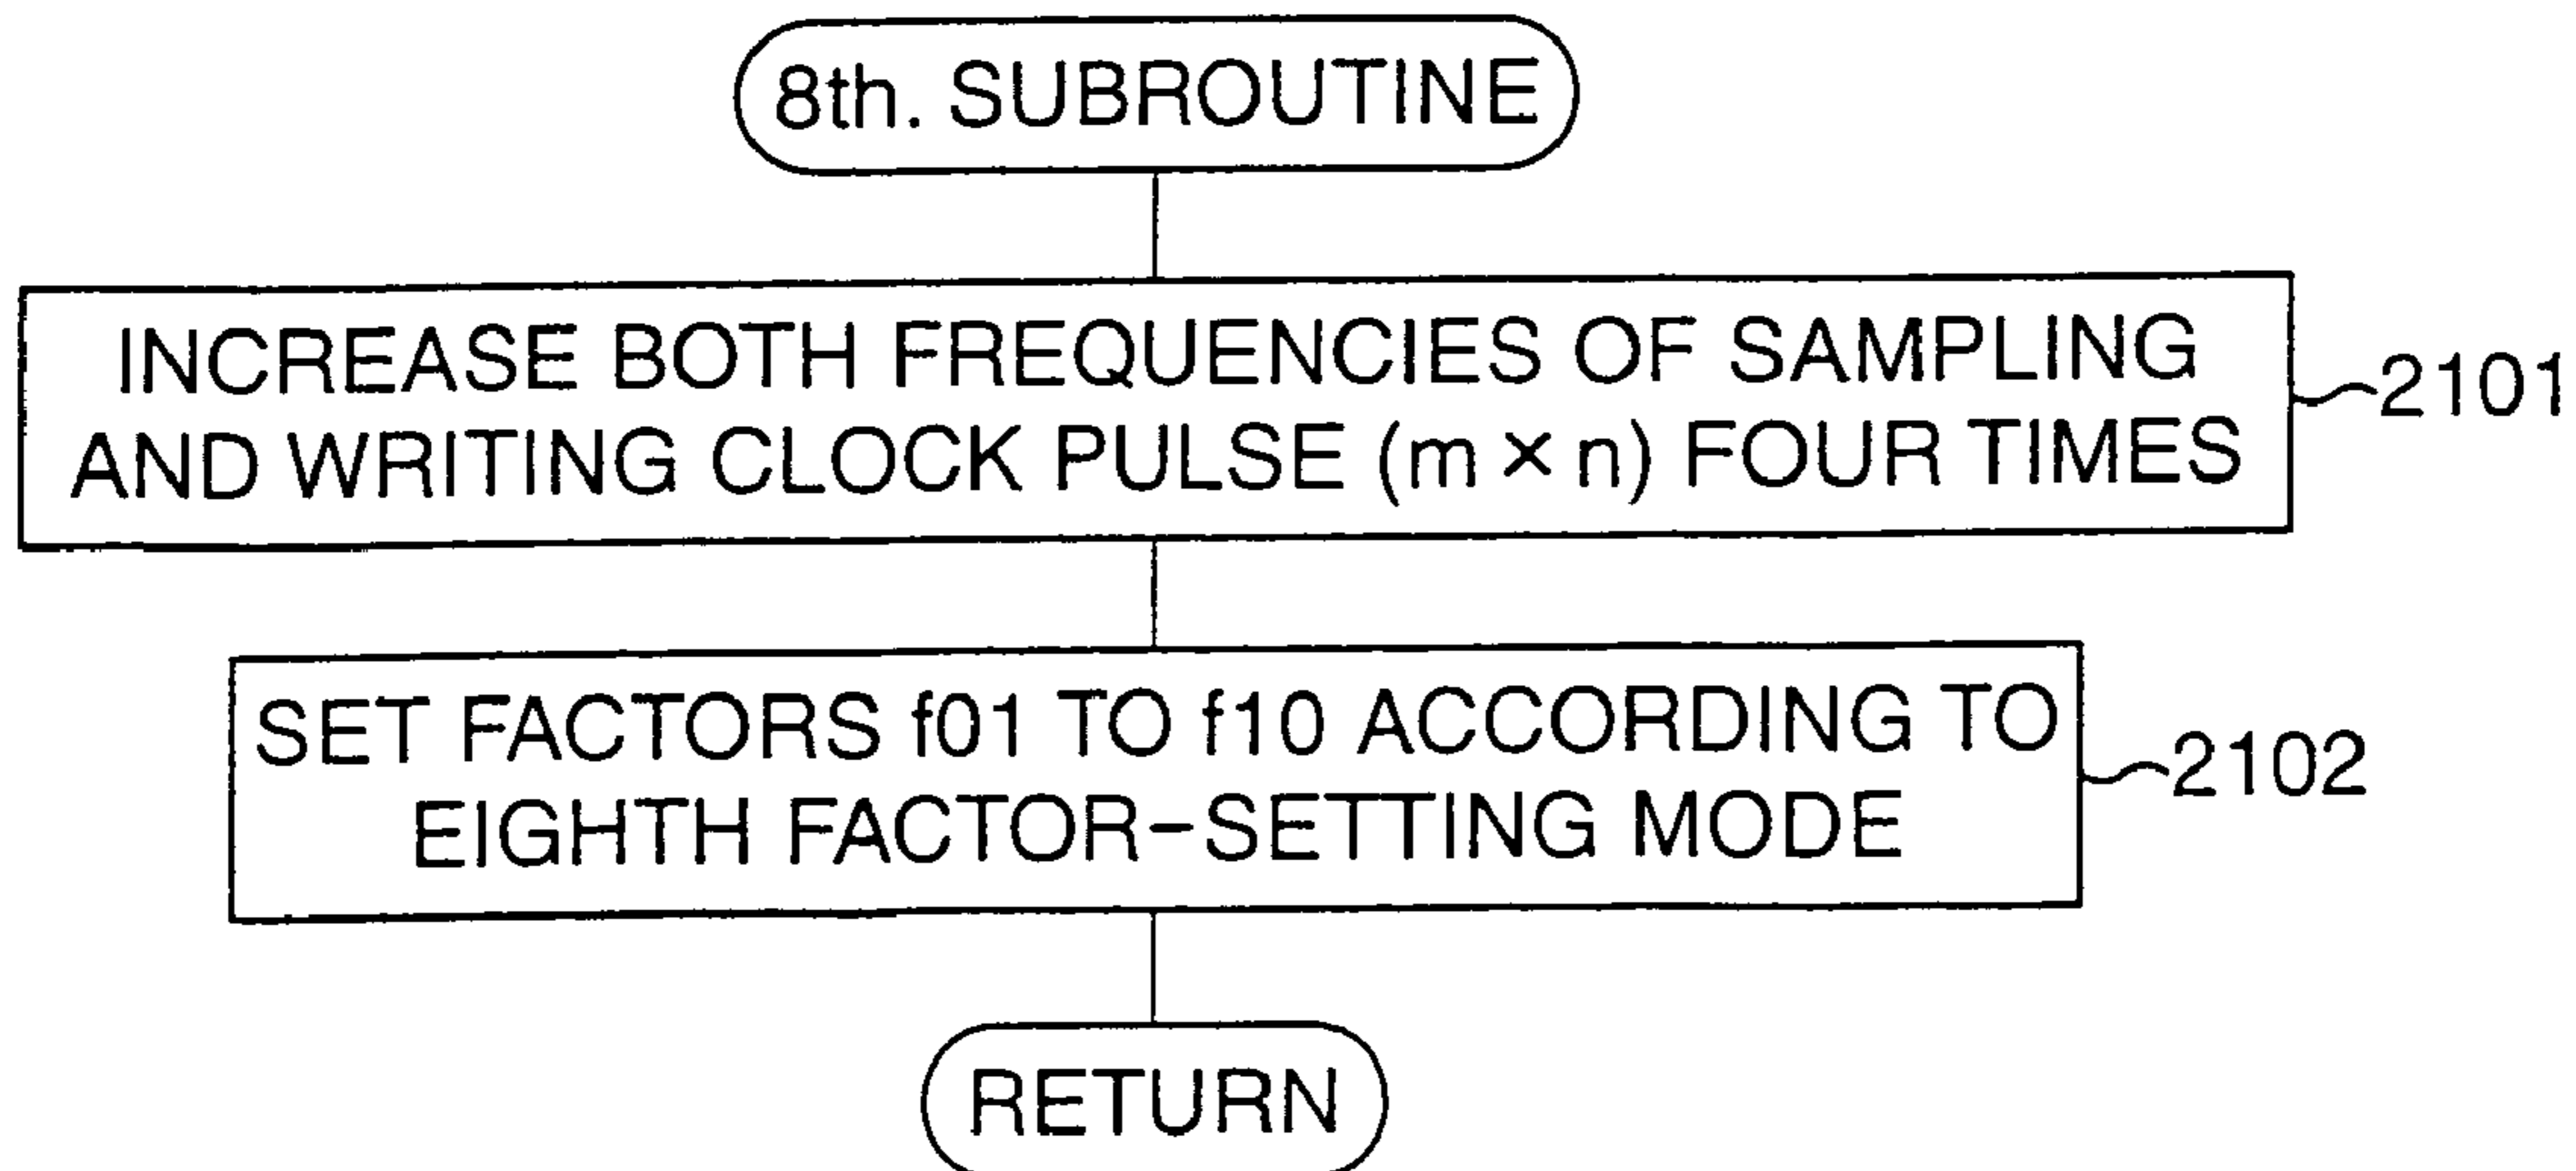 8th. SUBROUTINE
INCREASE BOTH FREQUENCIES OF SAMPLING
AND WRITING CLOCK PULSE (m × n) FOUR TIMES
2101
SET FACTORS f01 TO f10 ACCORDING TO
EIGHTH FACTOR-SETTING MODE
2102
RETURN